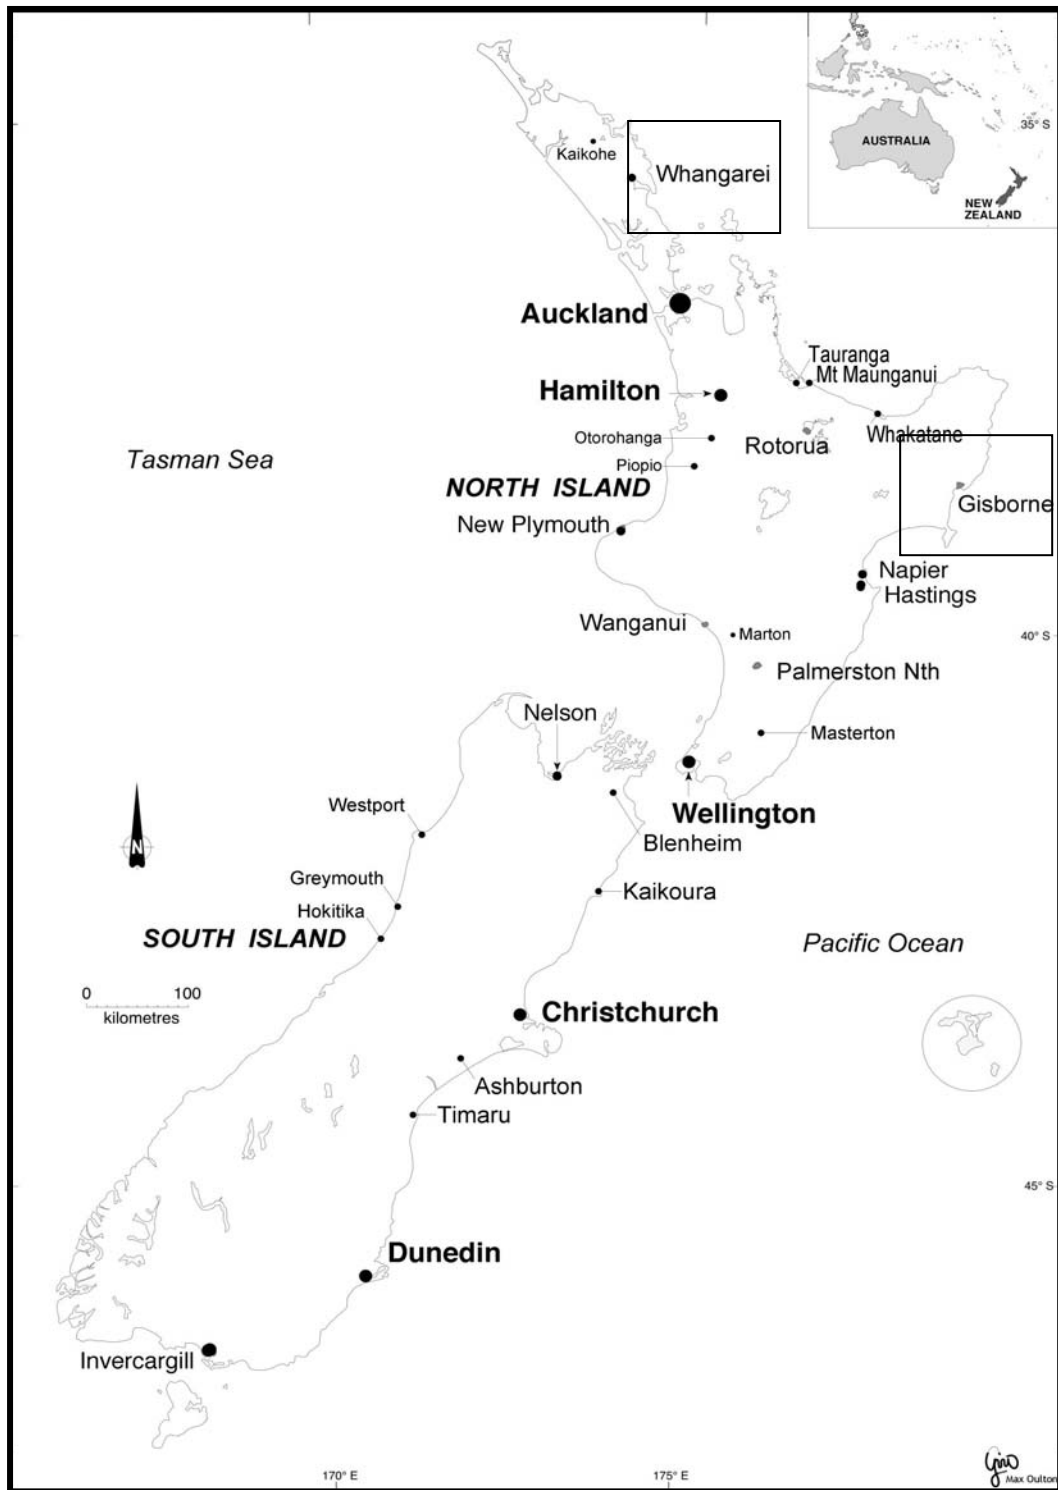 35° S
AUSTRALIA
NEW
ZEALAND
Kaikohe
Whangarei
Auckland
Tauranga
Mt Maunganui
Hamilton
Whakatane
Otorohanga
Rotorua
Tasman Sea
Piopio
NORTH ISLAND
Gisborne
New Plymouth
Napier
Hastings
Wanganui
Marton
40° S
Palmerston Nth
Nelson
Masterton
Westport
Wellington
Blenheim
N
Greymouth
Kaikoura
Hokitika
SOUTH ISLAND
Pacific Ocean
0 100
kilometres
Christchurch
Ashburton
Timaru
45° S
Dunedin
Invercargill
170° E
175° E
Max Oulton